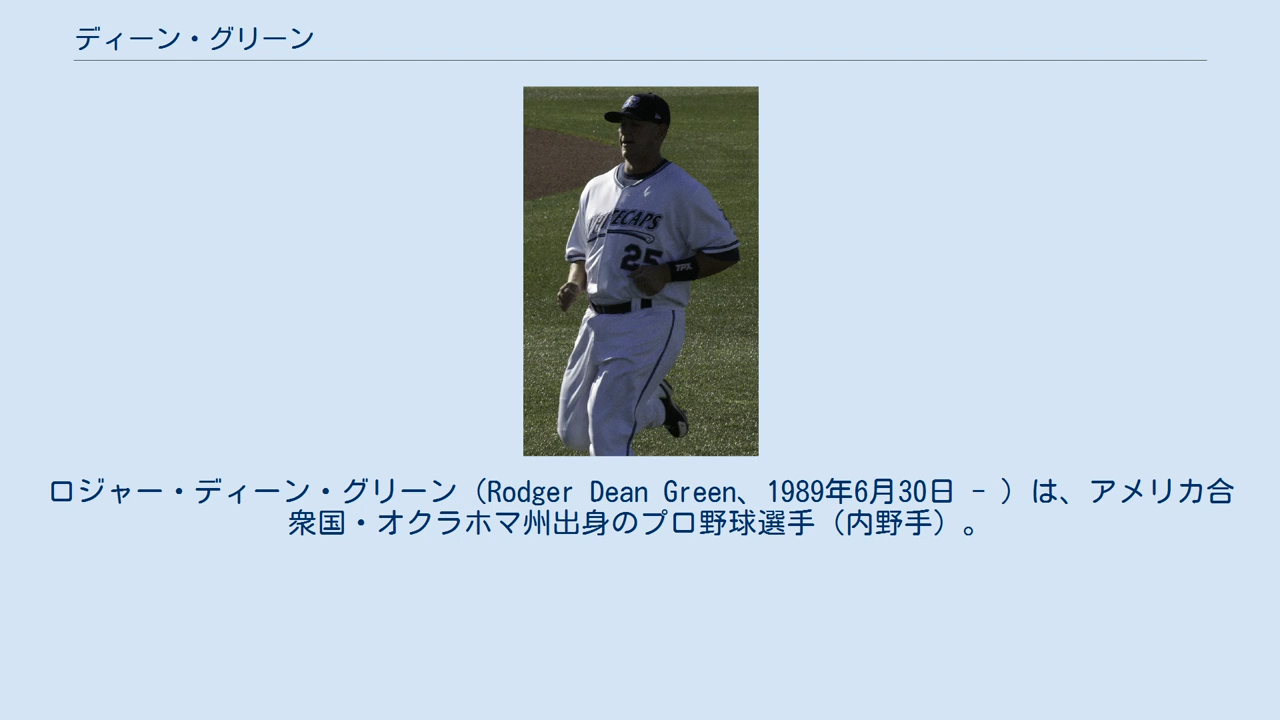 ディーン・グリーン
WHITECAPS
25
TPX
ロジャー・ディーン・グリーン（Rodger Dean Green、1989年6月30日 - ）は、アメリカ合
衆国・オクラホマ州出身のプロ野球選手（内野手）。